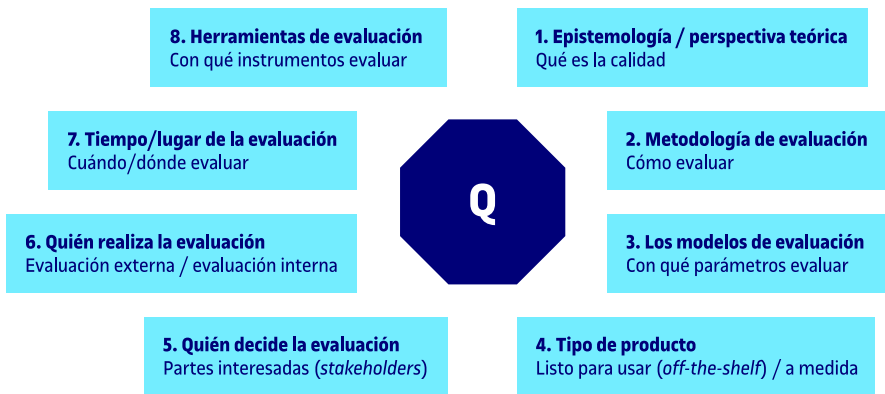 8. Herramientas de evaluación
Con qué instrumentos evaluar
1. Epistemología / perspectiva teórica
Qué es la calidad
7. Tiempo/lugar de la evaluación
Cuándo/dónde evaluar
2. Metodología de evaluación
Cómo evaluar
Q
6. Quién realiza la evaluación
Evaluación externa / evaluación interna
3. Los modelos de evaluación
Con qué parámetros evaluar
5. Quién decide la evaluación
Partes interesadas (stakeholders)
4. Tipo de producto
Listo para usar (off-the-shelf) / a medida